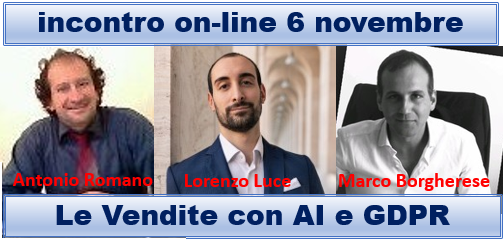 incontro on-line 6 novembre
Antonio Romano
Lorenzo Luce
Marco Borgherese
Le Vendite con AI e GDPR